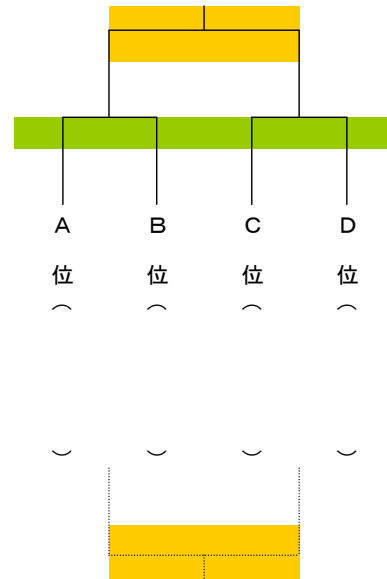 A B C D
位 位 位 位
（ （ （ （
） ） ） ）